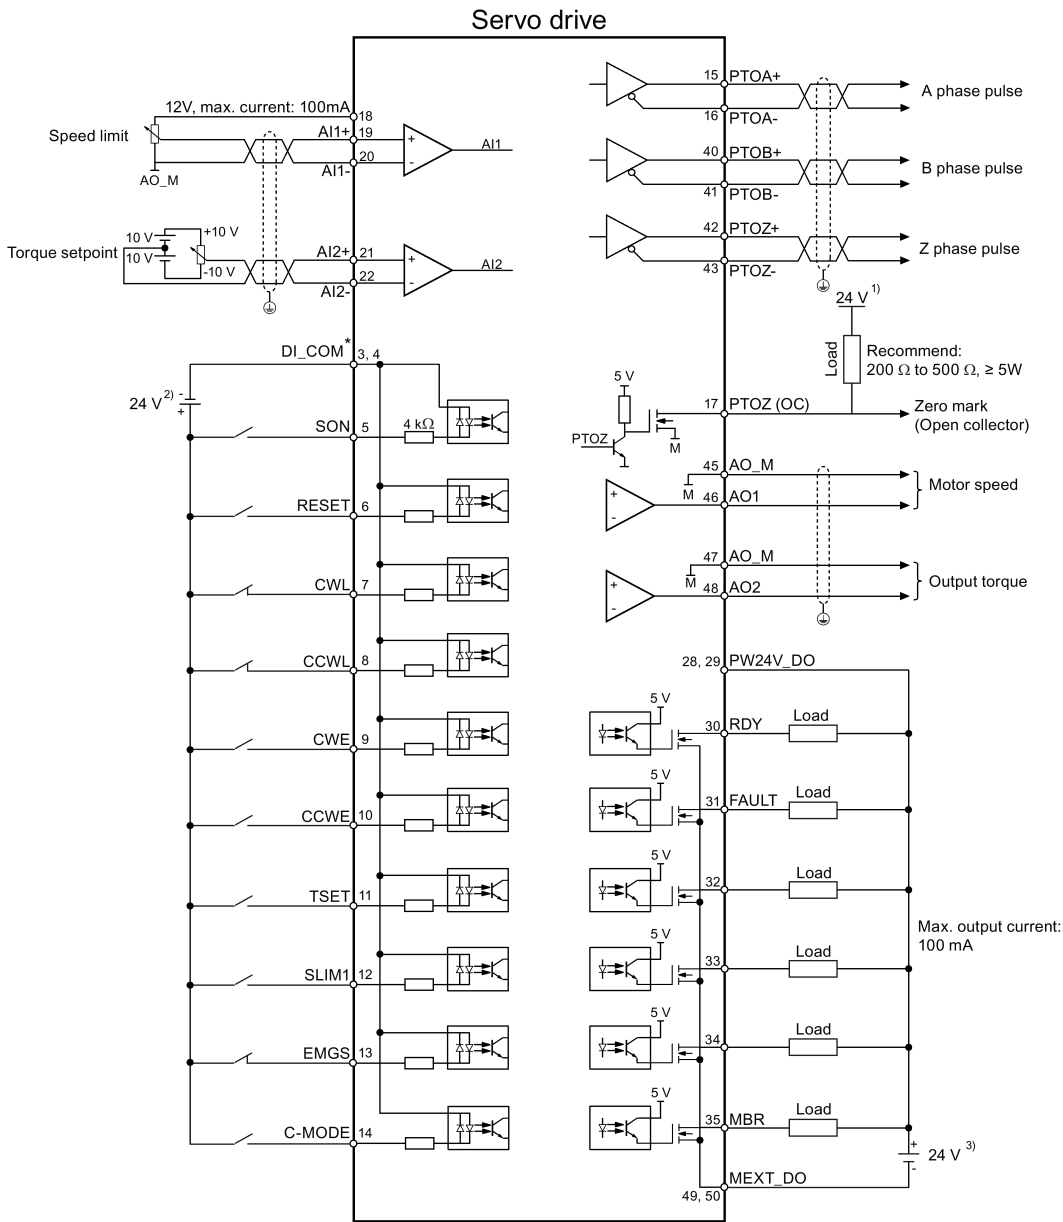 Servo drive
12V, max. current: 100mA
18
Speed limit
AI1+
19
20
AI1-
AO_M
+
-
AI1
Torque setpoint
10 V
10 V
+10 V
-10 V
AI2+
21
22
AI2-
+
-
AI2
DI_COM*
3, 4
24 V 2)
-
+
SON
5
4 kΩ
RESET
6
CWL
7
CCWL
8
CWE
9
CCWE
10
TSET
11
SLIM1
12
EMGS
13
C-MODE
14
15
PTOA+
16
PTOA-
A phase pulse
40
PTOB+
41
PTOB-
B phase pulse
42
PTOZ+
43
PTOZ-
Z phase pulse
24 V 1)
Load
Recommend:
200 Ω to 500 Ω, ≥ 5W
5 V
PTOZ
M
17
PTOZ (OC)
Zero mark
(Open collector)
45
AO_M
M
46
AO1
+
-
Motor speed
47
AO_M
M
48
AO2
+
-
Output torque
28, 29
PW24V_DO
5 V
30
RDY
Load
5 V
31
FAULT
Load
5 V
32
Load
Max. output current:
100 mA
5 V
33
Load
5 V
34
Load
5 V
35
MBR
Load
+
-
24 V 3)
MEXT_DO
49, 50